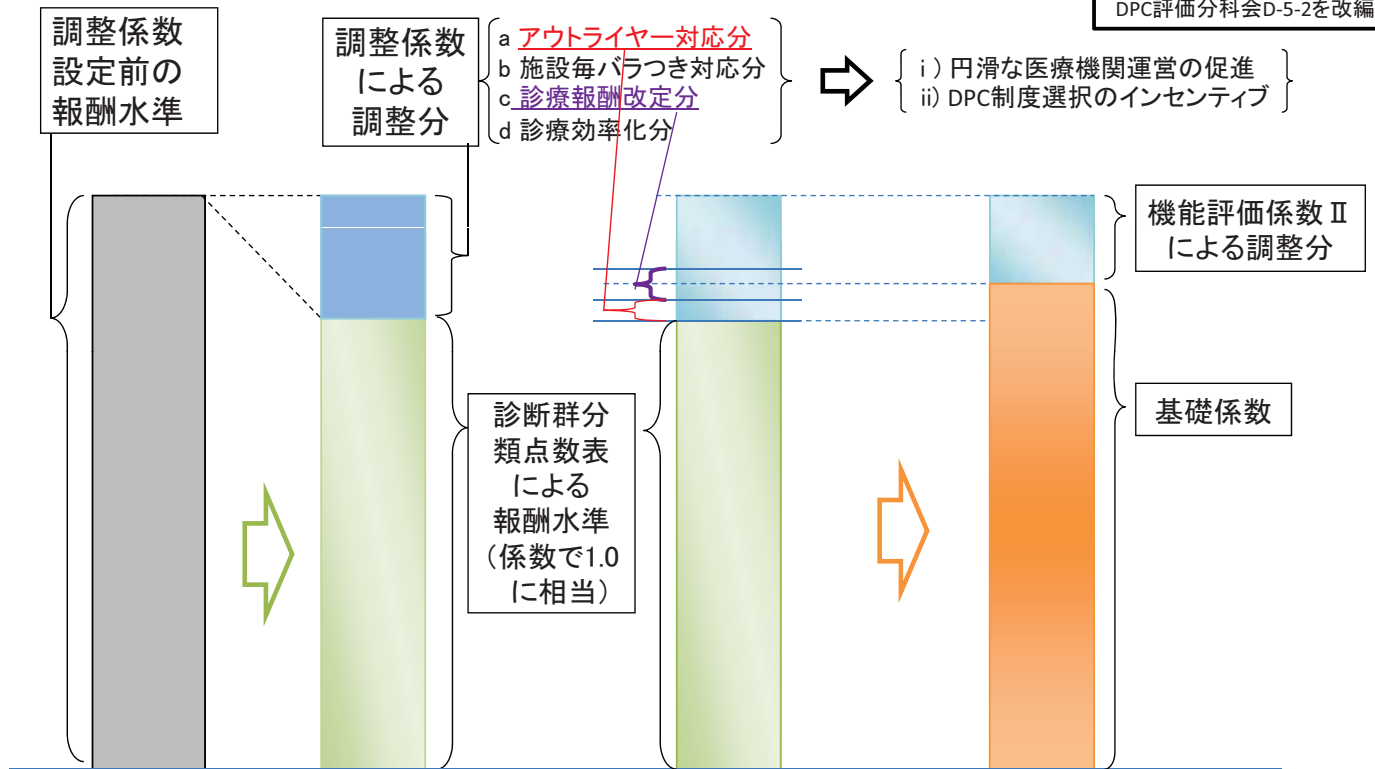 DPC評価分科会D-5-2を改編
調整係数
設定前の
報酬水準
調整係数
による
調整分
a アウトライヤー対応分
b 施設毎バラつき対応分
c 診療報酬改定分
d 診療効率化分
ⅰ）円滑な医療機関運営の促進
ⅱ) DPC制度選択のインセンティブ
機能評価係数Ⅱ
による調整分
診断群分
類点数表
による
報酬水準
（係数で1.0
に相当）
基礎係数